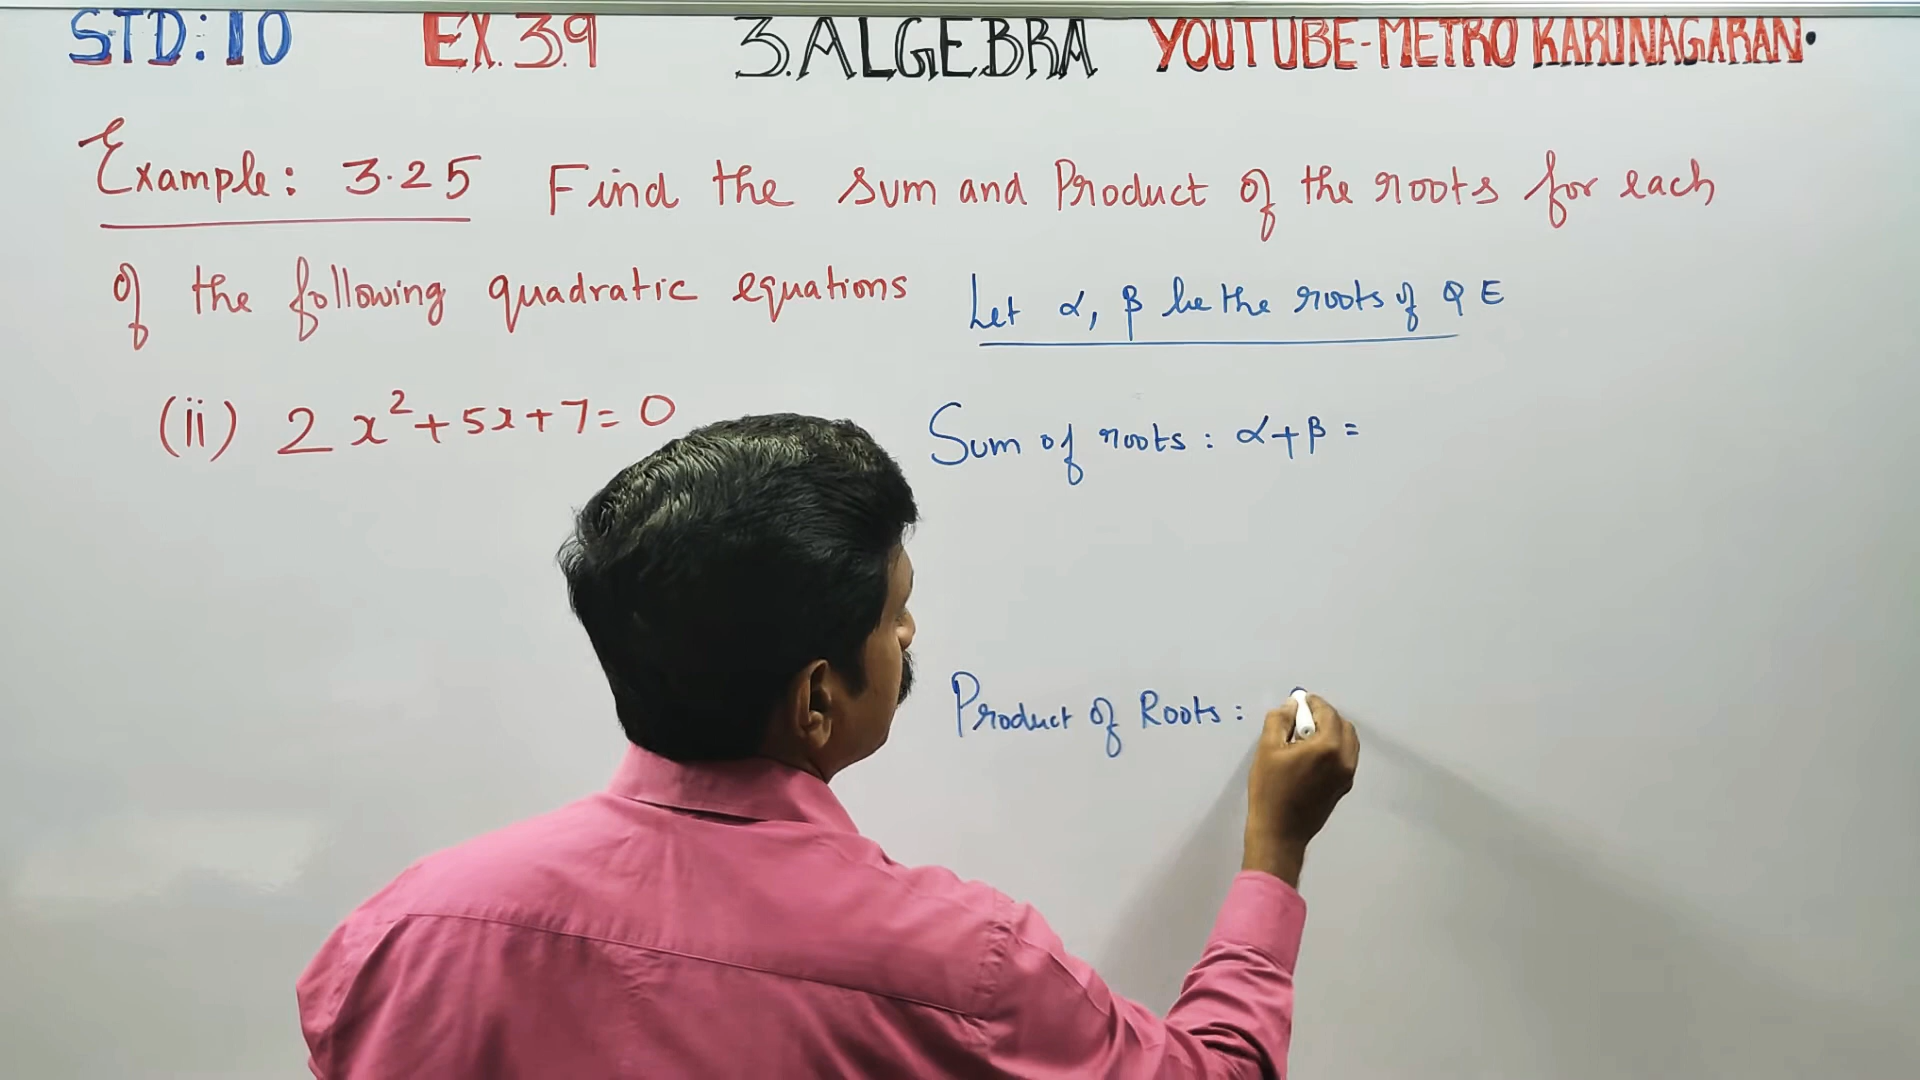 STD: 10 EX. 3.9 3. ALGEBRA YOUTUBE-METRO KARUNAGARAN.
Example: 3.25 Find the sum and Product of the roots for each
of the following quadratic equations Let α, β be the roots of Q E
(ii) 2x²+5x+7=0 Sum of roots: α+β =
Product of Roots: